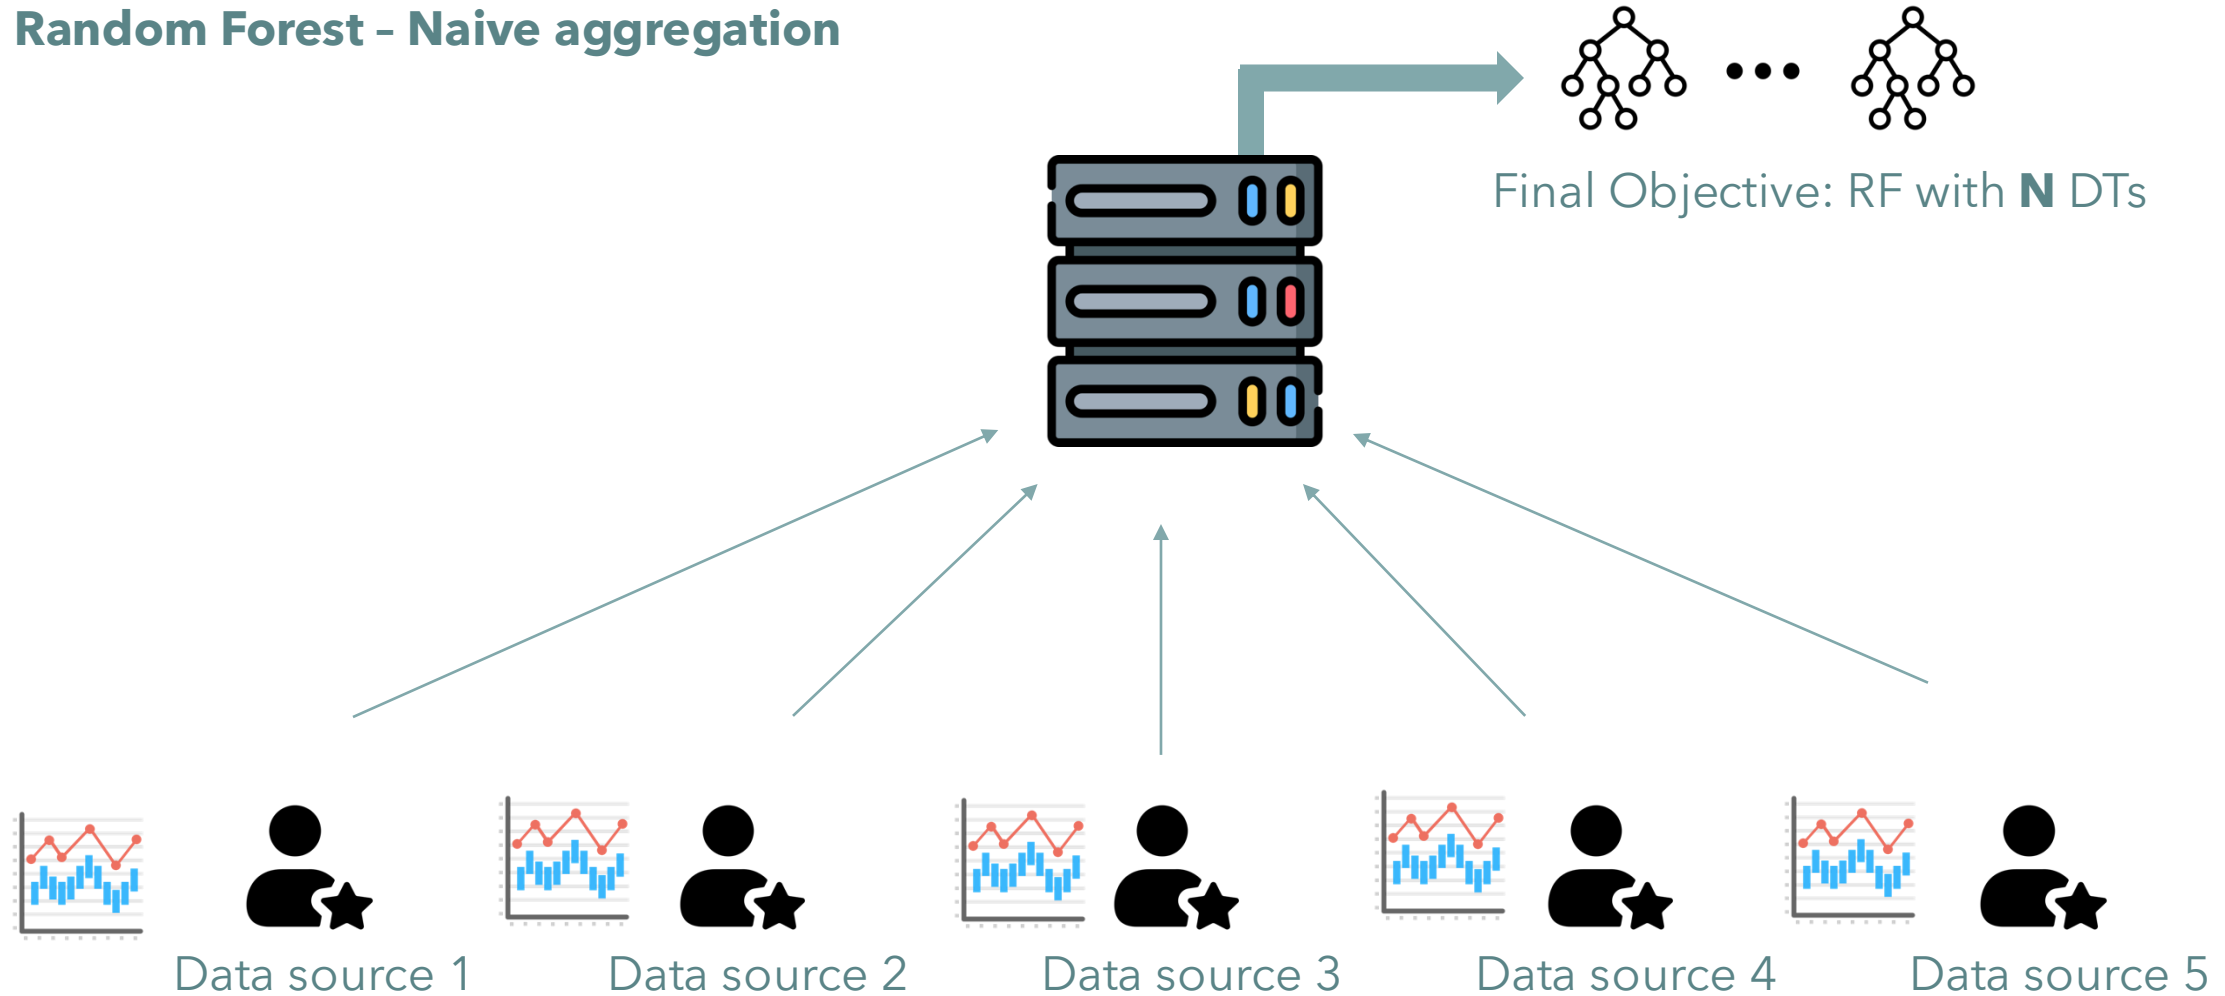 Random Forest – Naive aggregation
Final Objective: RF with N DTs
Data source 1
Data source 2
Data source 3
Data source 4
Data source 5